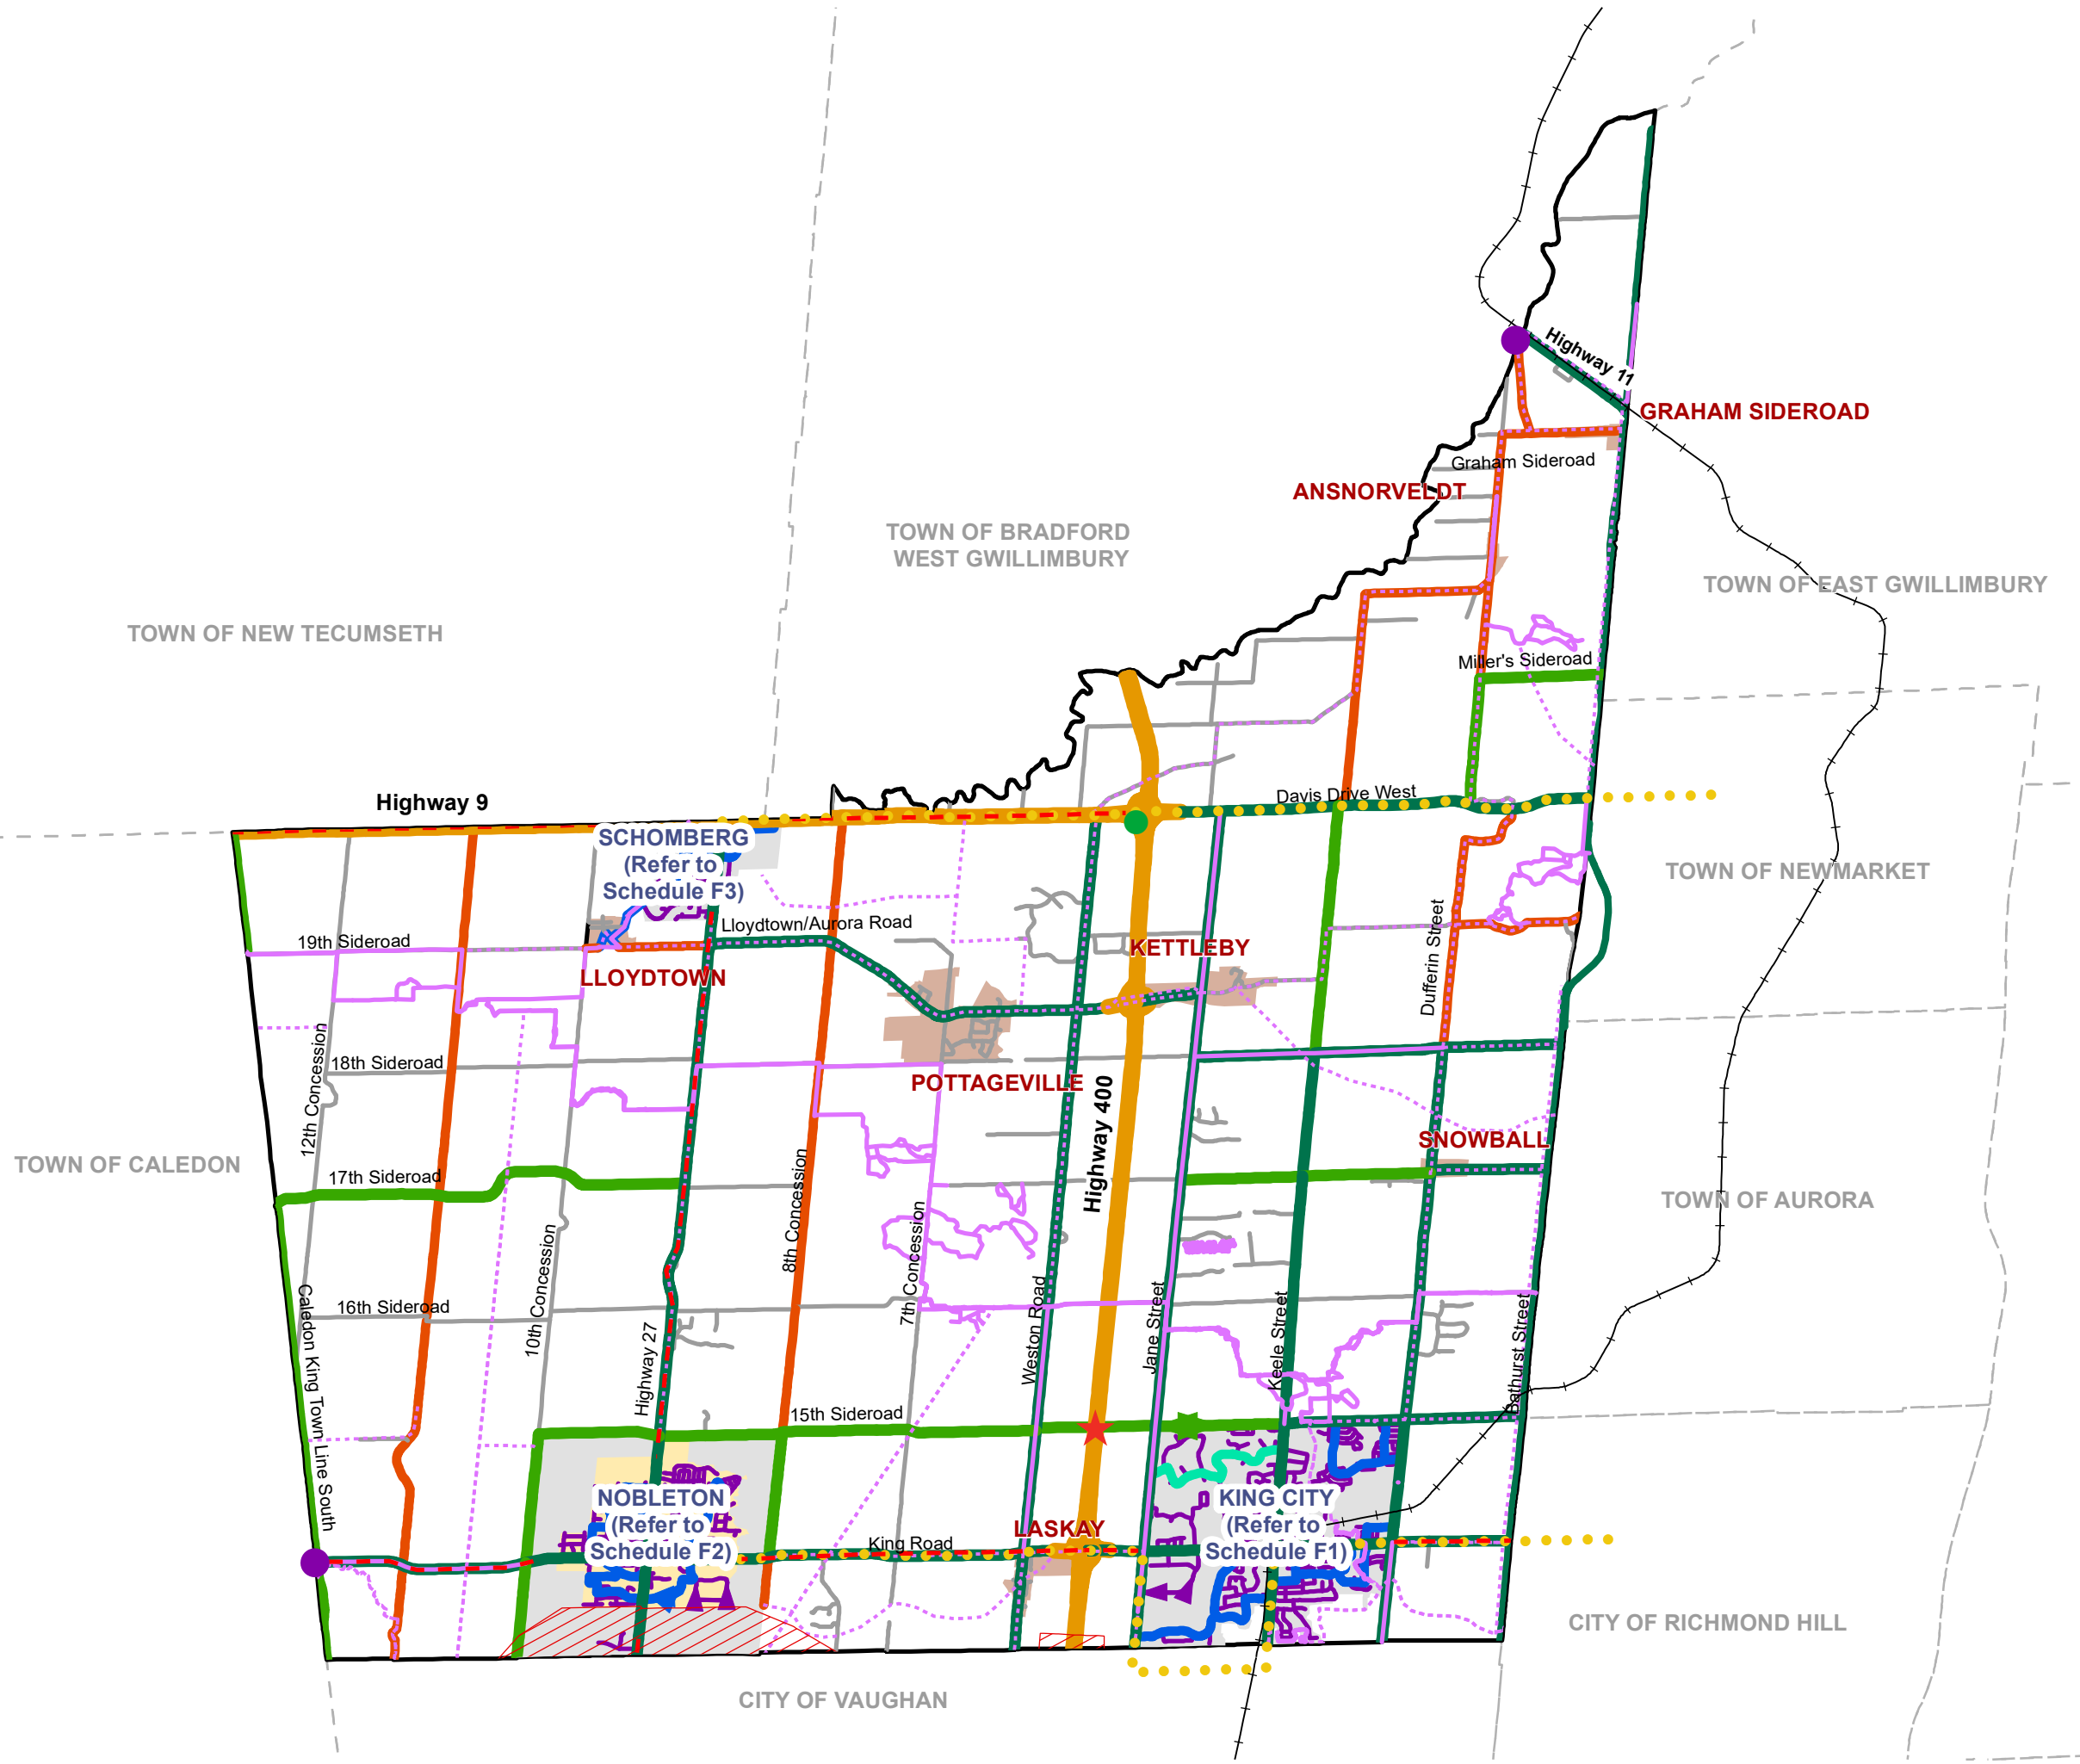 Highway 11
GRAHAM SIDEROAD
Graham Sideroad
ANSNORVELDT
TOWN OF BRADFORD
WEST GWILLIMBURY
TOWN OF EAST GWILLIMBURY
TOWN OF NEW TECUMSETH
Miller's Sideroad
Davis Drive West
Highway 9
SCHOMBERG
(Refer to
Schedule F3)
TOWN OF NEWMARKET
Lloydtown/Aurora Road
19th Sideroad
KETTLEBY
Dufferin Street
LLOYDTOWN
18th Sideroad
12th Concession
POTTAGEVILLE
Highway 400
SNOWBALL
TOWN OF CALEDON
17th Sideroad
TOWN OF AURORA
8th Concession
10th Concession
7th Concession
16th Sideroad
Caledon King Town Line South
Highway 27
Weston Road
Jane Street
Keele Street
Bathurst Street
15th Sideroad
NOBLETON
(Refer to
Schedule F2)
KING CITY
(Refer to
Schedule F1)
LASKAY
King Road
CITY OF RICHMOND HILL
CITY OF VAUGHAN